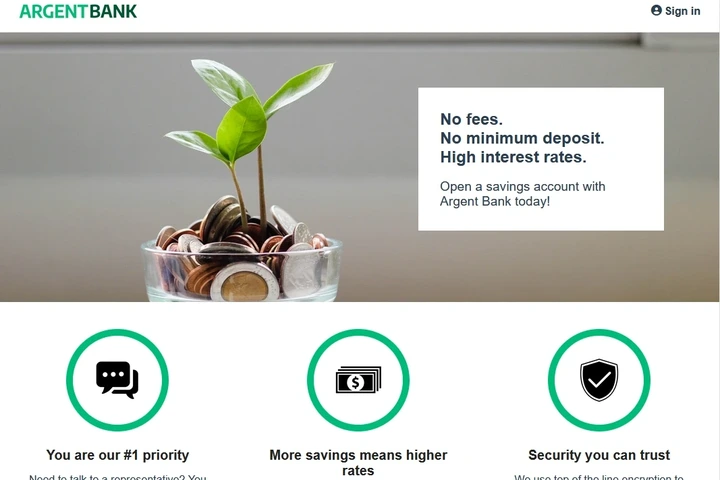 ARGENTBANK
Sign in
No fees.
No minimum deposit.
High interest rates.
Open a savings account with
Argent Bank today!
You are our #1 priority
Need to talk to a representative? You
More savings means higher
rates
Security you can trust
We use top of the line encryption to